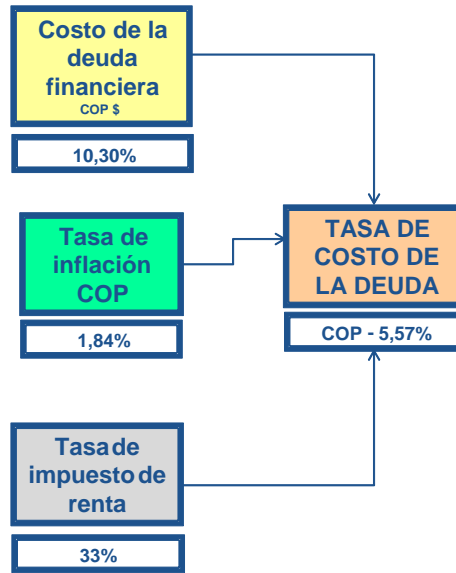 Costo de la
deuda
financiera
COP $
10,30%
Tasa de
inflación
COP
1,84%
TASA DE
COSTO DE
LA DEUDA
COP - 5,57%
Tasa de
impuesto de
renta
33%